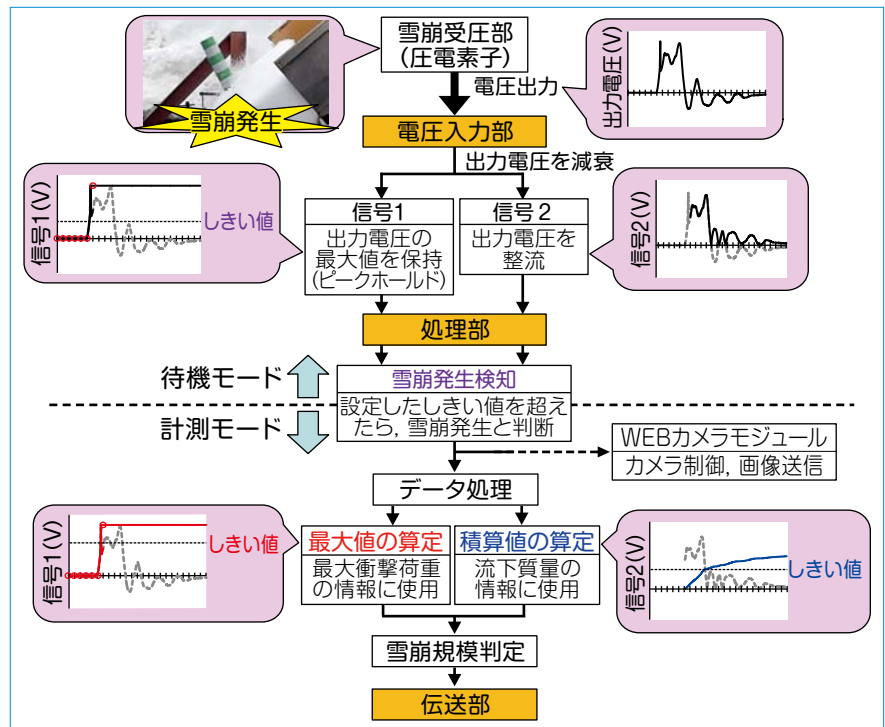 雪崩受圧部
(圧電素子)
雪崩発生
電圧出力
出力電圧(V)
電圧入力部
出力電圧を減衰
信号1(V)
しきい値
信号1
出力電圧の
最大値を保持
(ピークホールド)
信号2
出力電圧を
整流
信号2(V)
処理部
待機モード
雪崩発生検知
設定したしきい値を超え
たら,雪崩発生と判断
計測モード
WEBカメラモジュール
カメラ制御,画像送信
データ処理
信号1(V)
しきい値
最大値の算定
最大衝撃荷重
の情報に使用
積算値の算定
流下質量の
情報に使用
信号2(V)
しきい値
雪崩規模判定
伝送部